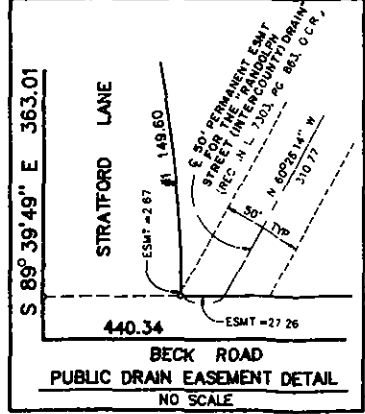 S 89° 39'49" E 363.01
STRATFORD LANE
149.60
ESMT =2 67
℄ 50' PERMANENT ESMT
FOR THE "RANDOLPH
STREET (INTERCOUNTY) DRAIN"
(REC IN L 7303, PG 863, O.C.R.)
N 60°26'14" W
310 77
50'
TYP
ESMT =27 26
440.34
BECK ROAD
PUBLIC DRAIN EASEMENT DETAIL
NO SCALE